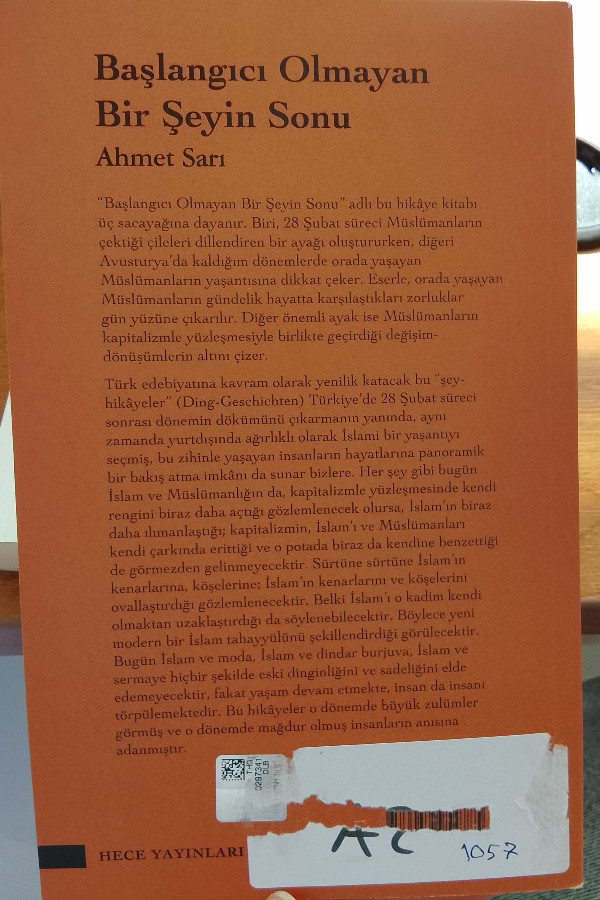 Başlangıcı Olmayan
Bir Şeyin Sonu
Ahmet Sarı
"Başlangıcı Olmayan Bir Şeyin Sonu" adlı bu hikâye kitabı
üç sacayağına dayanır. Biri, 28 Şubat süreci Müslümanların
çektiği çileleri dillendiren bir ayağı oluştururken, diğeri
Avusturya'da kaldığım dönemlerde orada yaşayan
Müslümanların yaşantısına dikkat çeker. Eserle, orada yaşayan
Müslümanların gündelik hayatta karşılaştıkları zorluklar
gün yüzüne çıkarılır. Diğer önemli ayak ise Müslümanların
kapitalizmle yüzleşmesiyle birlikte geçirdiği değişim-
dönüşümlerin altını çizer.
Türk edebiyatına kavram olarak yenilik katacak bu "şey-
hikâyeler" (Ding-Geschichten) Türkiye'de 28 Şubat süreci
sonrası dönemin dökümünü çıkarmanın yanında, aynı
zamanda yurtdışında ağırlıklı olarak İslami bir yaşantıyı
seçmiş, bu zihinle yaşayan insanların hayatlarına panoramik
bir bakış atma imkânı da sunar bizlere. Her şey gibi bugün
İslam ve Müslümanlığın da, kapitalizmle yüzleşmesinde kendi
rengini biraz daha açtığı gözlemlenecek olursa, İslam'ın biraz
daha ılımanlaştığı; kapitalizmin, İslam'ı ve Müslümanları
kendi çarkında erittiği ve o potada biraz da kendine benzettiği
de görmezden gelinmeyecektir. Sürtüne sürtüne İslam'ın
kenarlarına, köşelerine; İslam'ın kenarlarını ve köşelerini
ovallaştırdığı gözlemlenecektir. Belki İslam'ı o kadim kendi
olmaktan uzaklaştırdığı da söylenebilecektir. Böylece yeni
modern bir İslam tahayyülünü şekillendirdiği görülecektir.
Bugün İslam ve moda, İslam ve dindar burjuva, İslam ve
sermaye hiçbir şekilde eski dinginliğini ve sadeliğini elde
edemeyecektir, fakat yaşam devam etmekte, insan da insanı
törpülemektedir. Bu hikâyeler o dönemde büyük zulümler
görmüş ve o dönemde mağdur olmuş insanların anısına
adanmıştır.
HECE YAYINLARI
1057